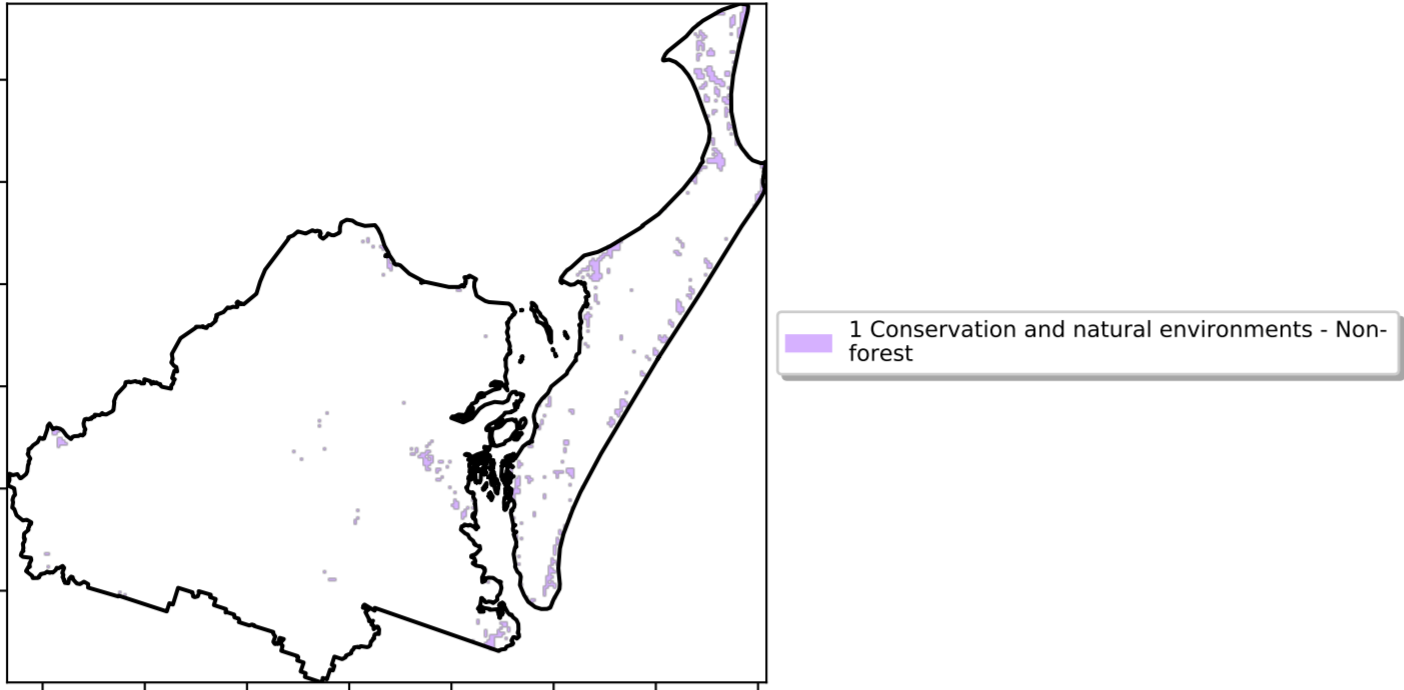 1 Conservation and natural environments - Non-
forest